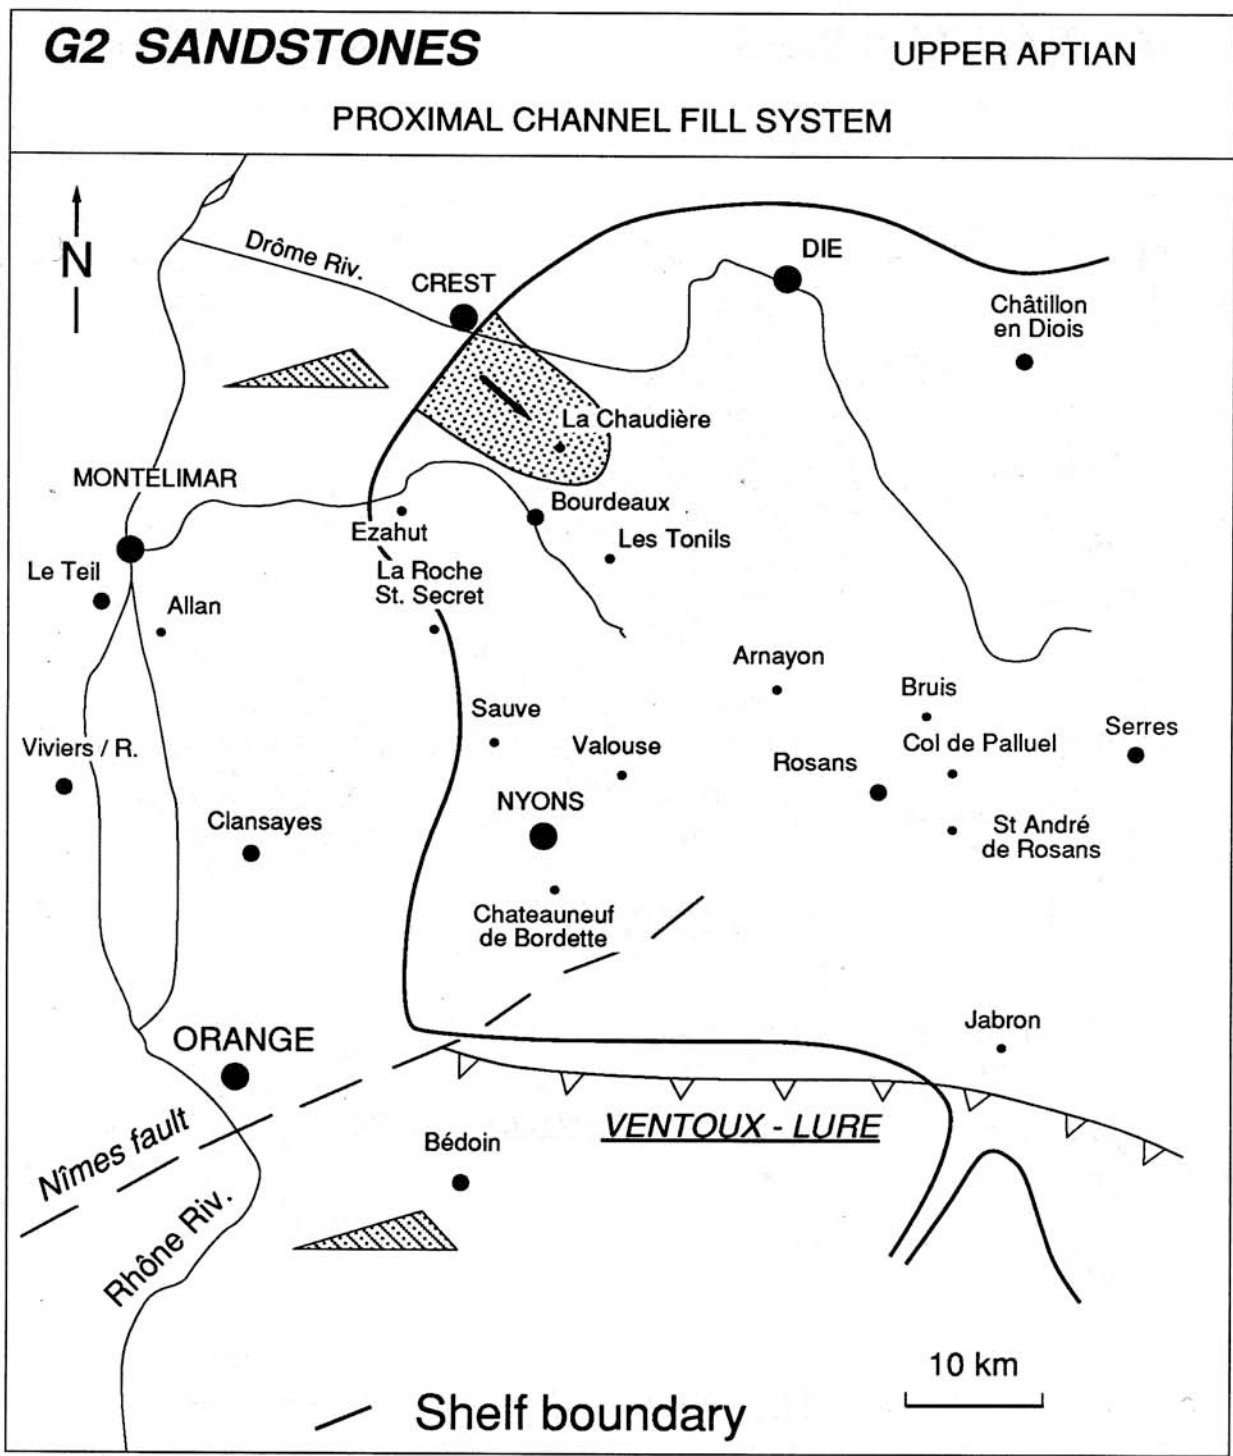 G2 SANDSTONES
UPPER APTIAN
PROXIMAL CHANNEL FILL SYSTEM
N
Drôme Riv.
CREST
DIE
Châtillon
en Diois
La Chaudière
MONTELIMAR
Ezahut
Bourdeaux
Les Tonils
La Roche
St. Secret
Le Teil
Allan
Arnayon
Bruis
Sauve
Valouse
Col de Palluel
Serres
Viviers / R.
Rosans
NYONS
Clansayes
St André
de Rosans
Chateauneuf
de Bordette
ORANGE
Jabron
Nîmes fault
VENTOUX - LURE
Bédoin
Rhône Riv.
10 km
Shelf boundary